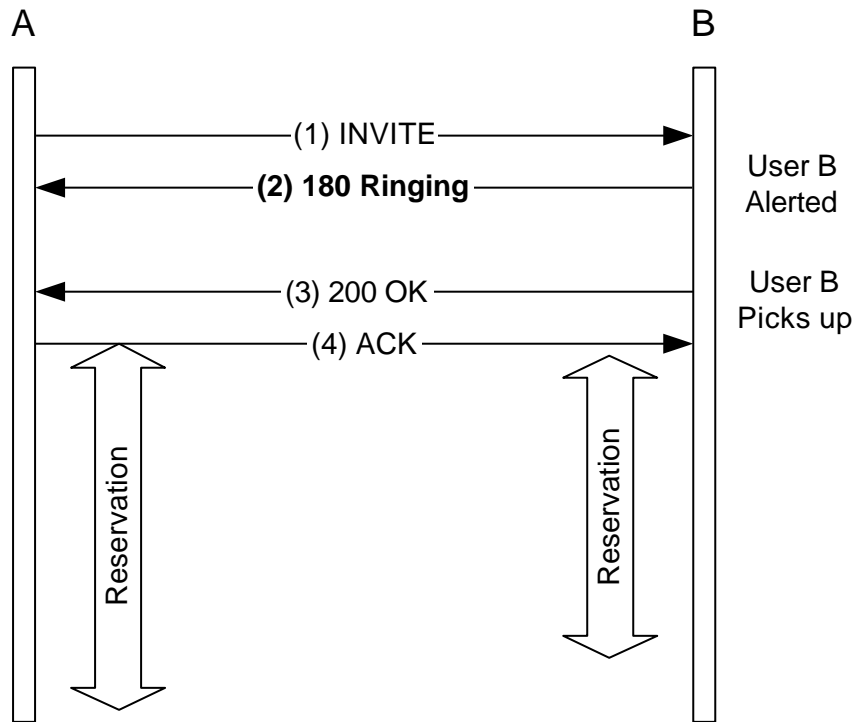 A
B
(1) INVITE
(2) 180 Ringing
User B
Alerted
(3) 200 OK
User B
Picks up
(4) ACK
Reservation
Reservation